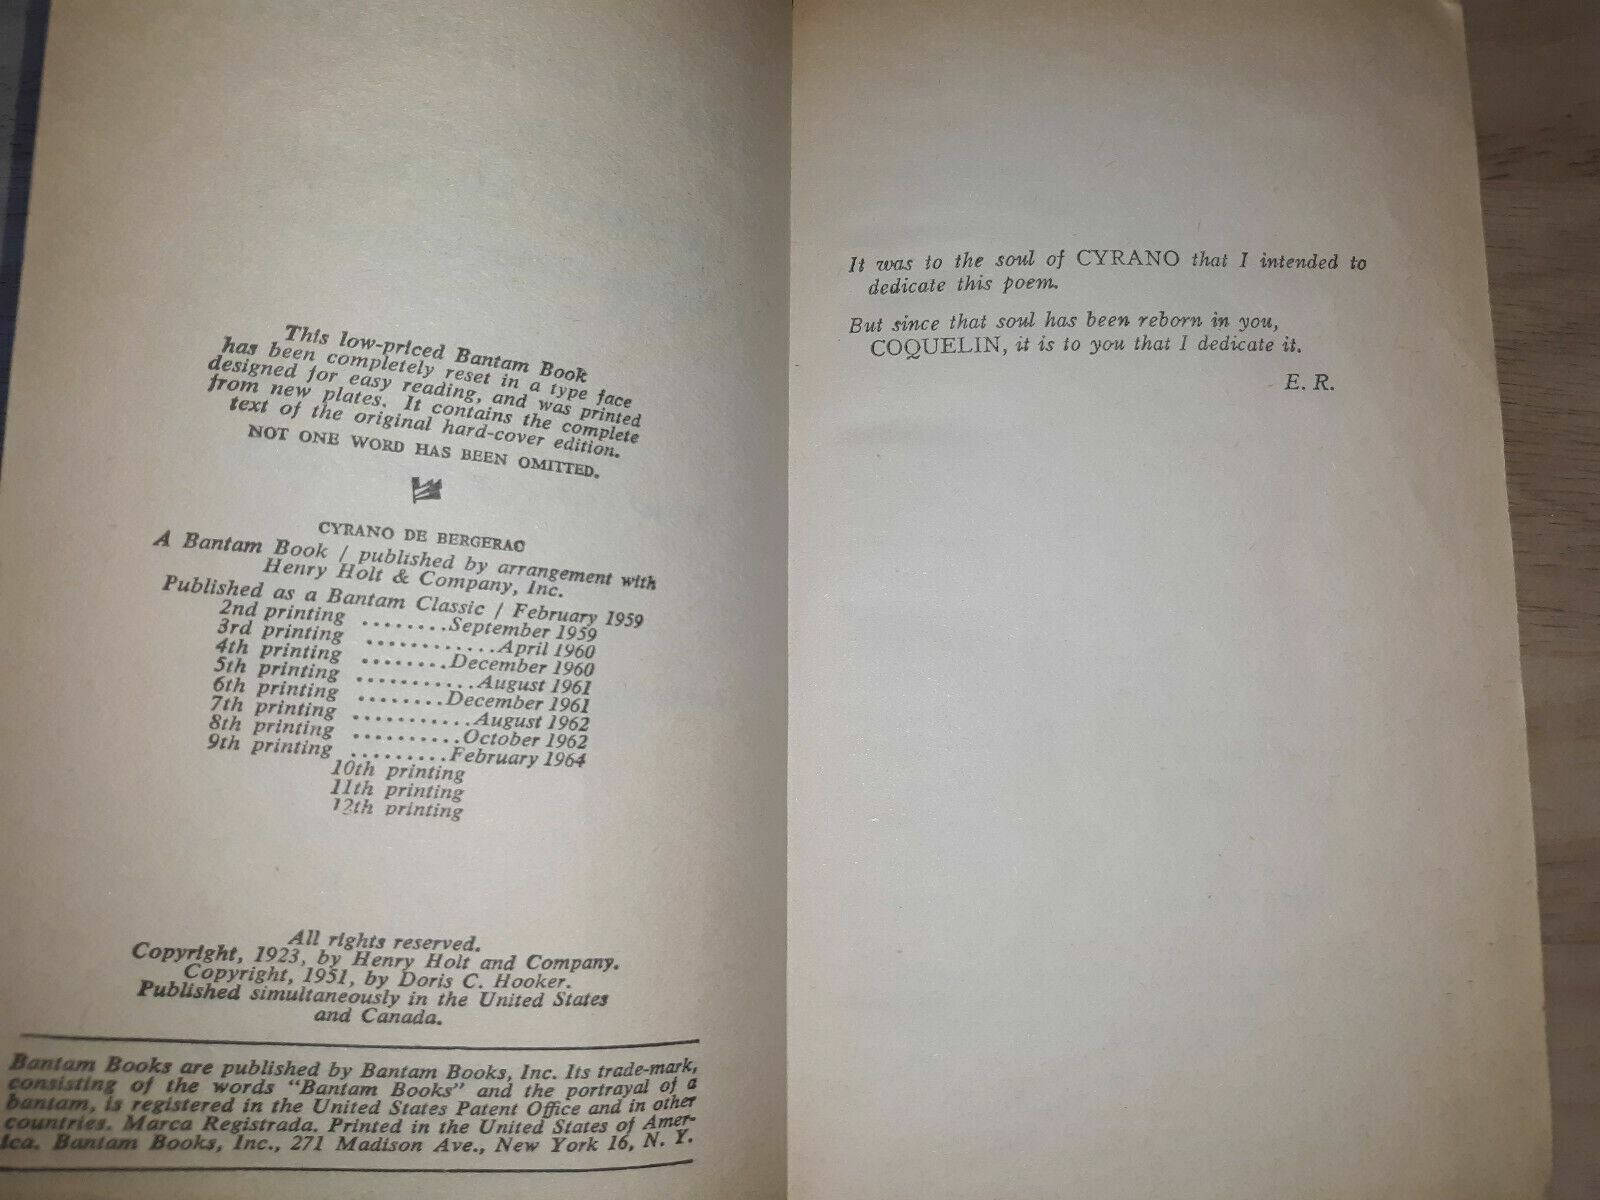 This low-priced Bantam Book
has been completely reset in a type face
designed for easy reading, and was printed
from new plates. It contains the complete
text of the original hard-cover edition.
NOT ONE WORD HAS BEEN OMITTED.
CYRANO DE BERGERAC
A Bantam Book / published by arrangement with
Henry Holt & Company, Inc.
Published as a Bantam Classic / February 1959
2nd printing ........September 1959
3rd printing ............April 1960
4th printing ........December 1960
5th printing ...........August 1961
6th printing ........December 1961
7th printing ...........August 1962
8th printing ..........October 1962
9th printing .........February 1964
10th printing
11th printing
12th printing
All rights reserved.
Copyright, 1923, by Henry Holt and Company.
Copyright, 1951, by Doris C. Hooker.
Published simultaneously in the United States
and Canada.
Bantam Books are published by Bantam Books, Inc. Its trade-mark,
consisting of the words "Bantam Books" and the portrayal of a
bantam, is registered in the United States Patent Office and in other
countries. Marca Registrada. Printed in the United States of Amer-
ica. Bantam Books, Inc., 271 Madison Ave., New York 16, N. Y.
It was to the soul of CYRANO that I intended to
dedicate this poem.
But since that soul has been reborn in you,
COQUELIN, it is to you that I dedicate it.
E. R.